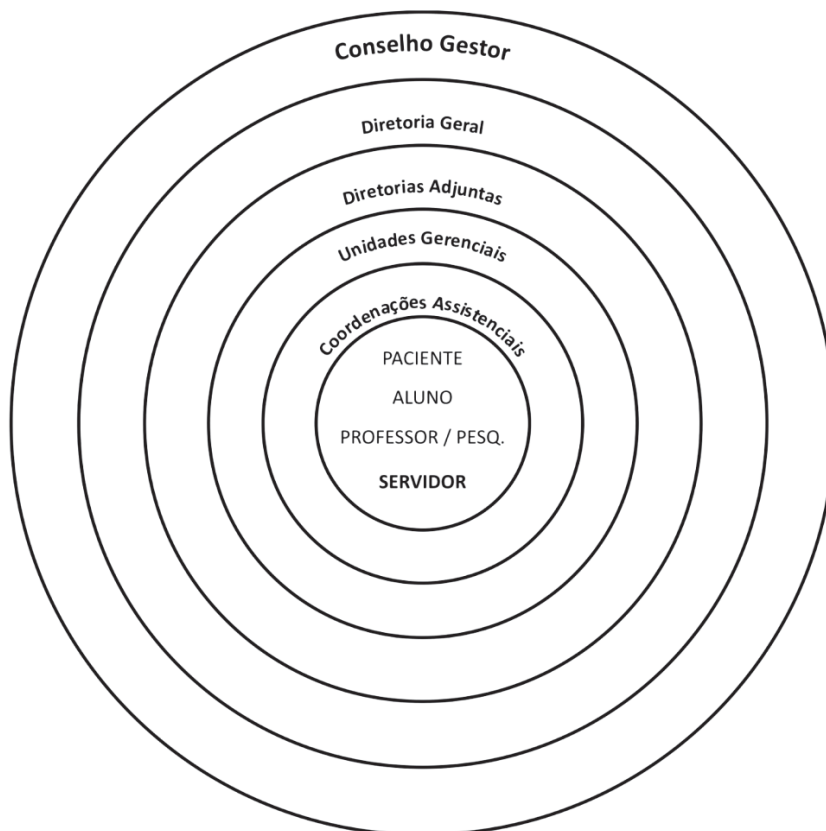 Conselho Gestor
Diretoria Geral
Diretorias Adjuntas
Unidades Gerenciais
Coordenações Assistenciais
PACIENTE
ALUNO
PROFESSOR / PESQ.
SERVIDOR